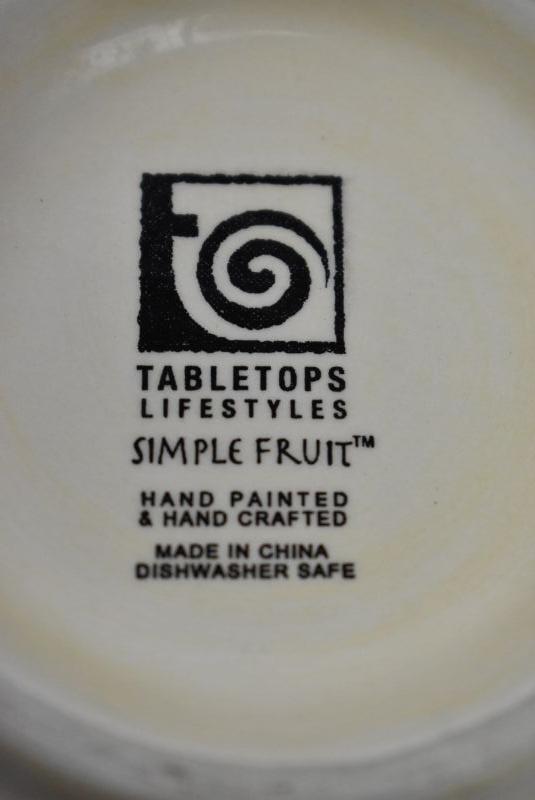 TABLETOPS
LIFESTYLES
SIMPLE FRUIT™
HAND PAINTED
& HAND CRAFTED
MADE IN CHINA
DISHWASHER SAFE